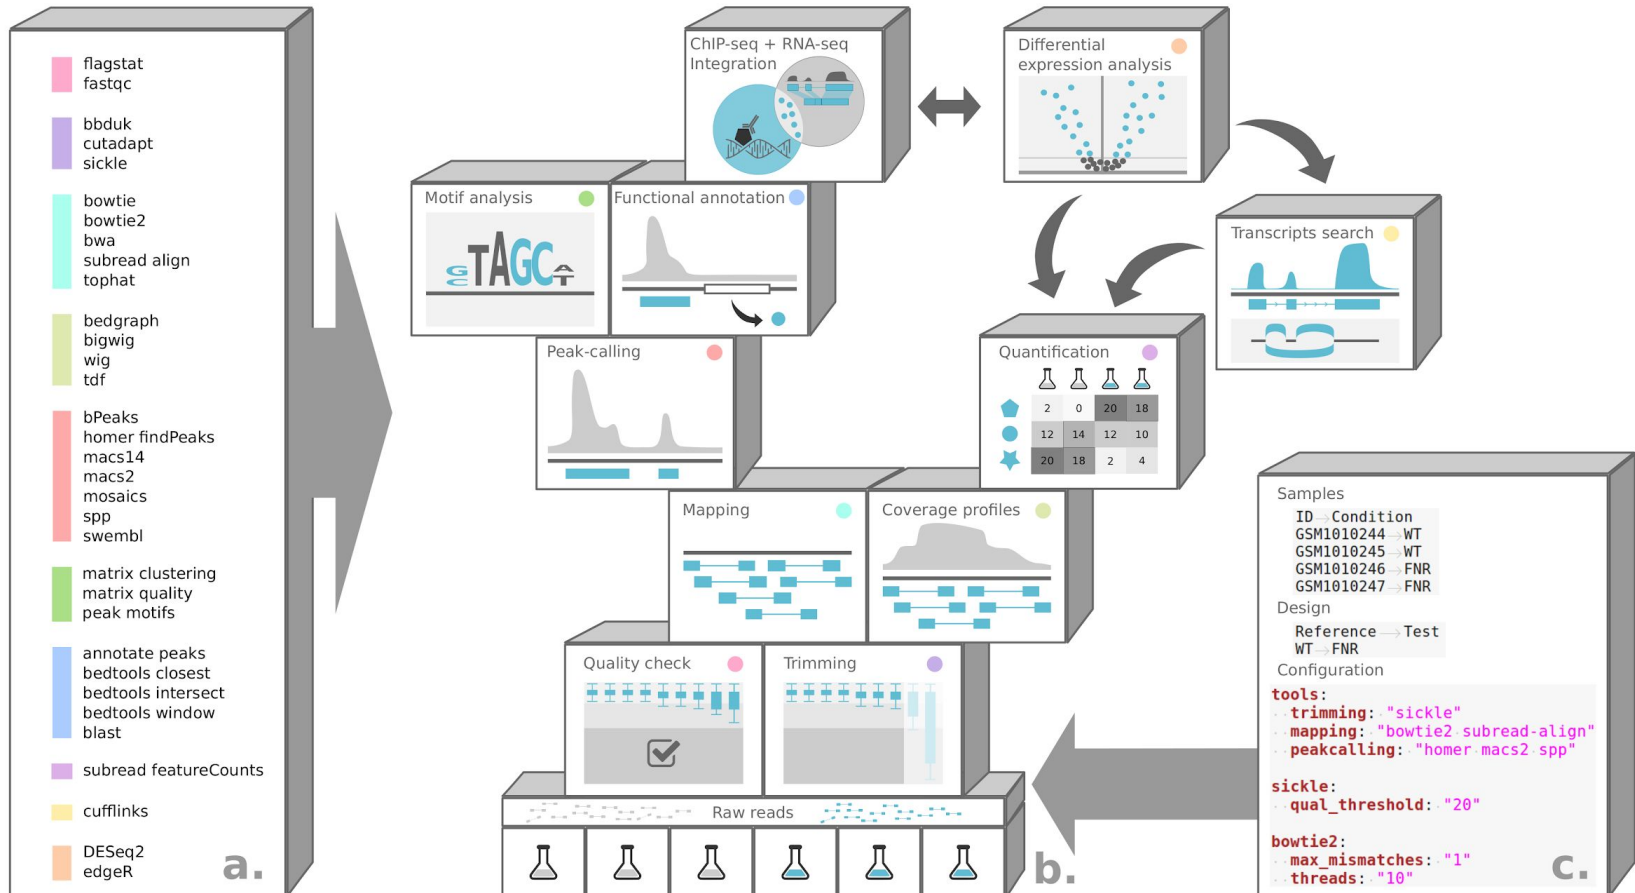 flagstat
fastqc
bbduk
cutadapt
sickle
bowtie
bowtie2
bwa
subread align
tophat
bedgraph
bigwig
wig
tdf
bPeaks
homer findPeaks
macs14
macs2
mosaics
spp
swembl
matrix clustering
matrix quality
peak motifs
annotate peaks
bedtools closest
bedtools intersect
bedtools window
blast
subread featureCounts
cufflinks
DESeq2
edgeR
a.
ChIP-seq + RNA-seq
Integration
Differential
expression analysis
Motif analysis
G
C
TAGC
A
T
Functional annotation
Transcripts search
Peak-calling
Quantification
2 0 20 18
12 14 12 10
20 18 2 4
Mapping
Coverage profiles
Quality check
Trimming
Raw reads
b.
Samples
ID→Condition
GSM1010244→WT
GSM1010245→WT
GSM1010246→FNR
GSM1010247→FNR
Design
Reference→Test
WT→FNR
Configuration
tools:
··trimming:·"sickle"
··mapping:·"bowtie2·subread-align"
··peakcalling:·"homer·macs2·spp"
sickle:
··qual_threshold:·"20"
bowtie2:
··max_mismatches:·"1"
··threads:·"10"
c.